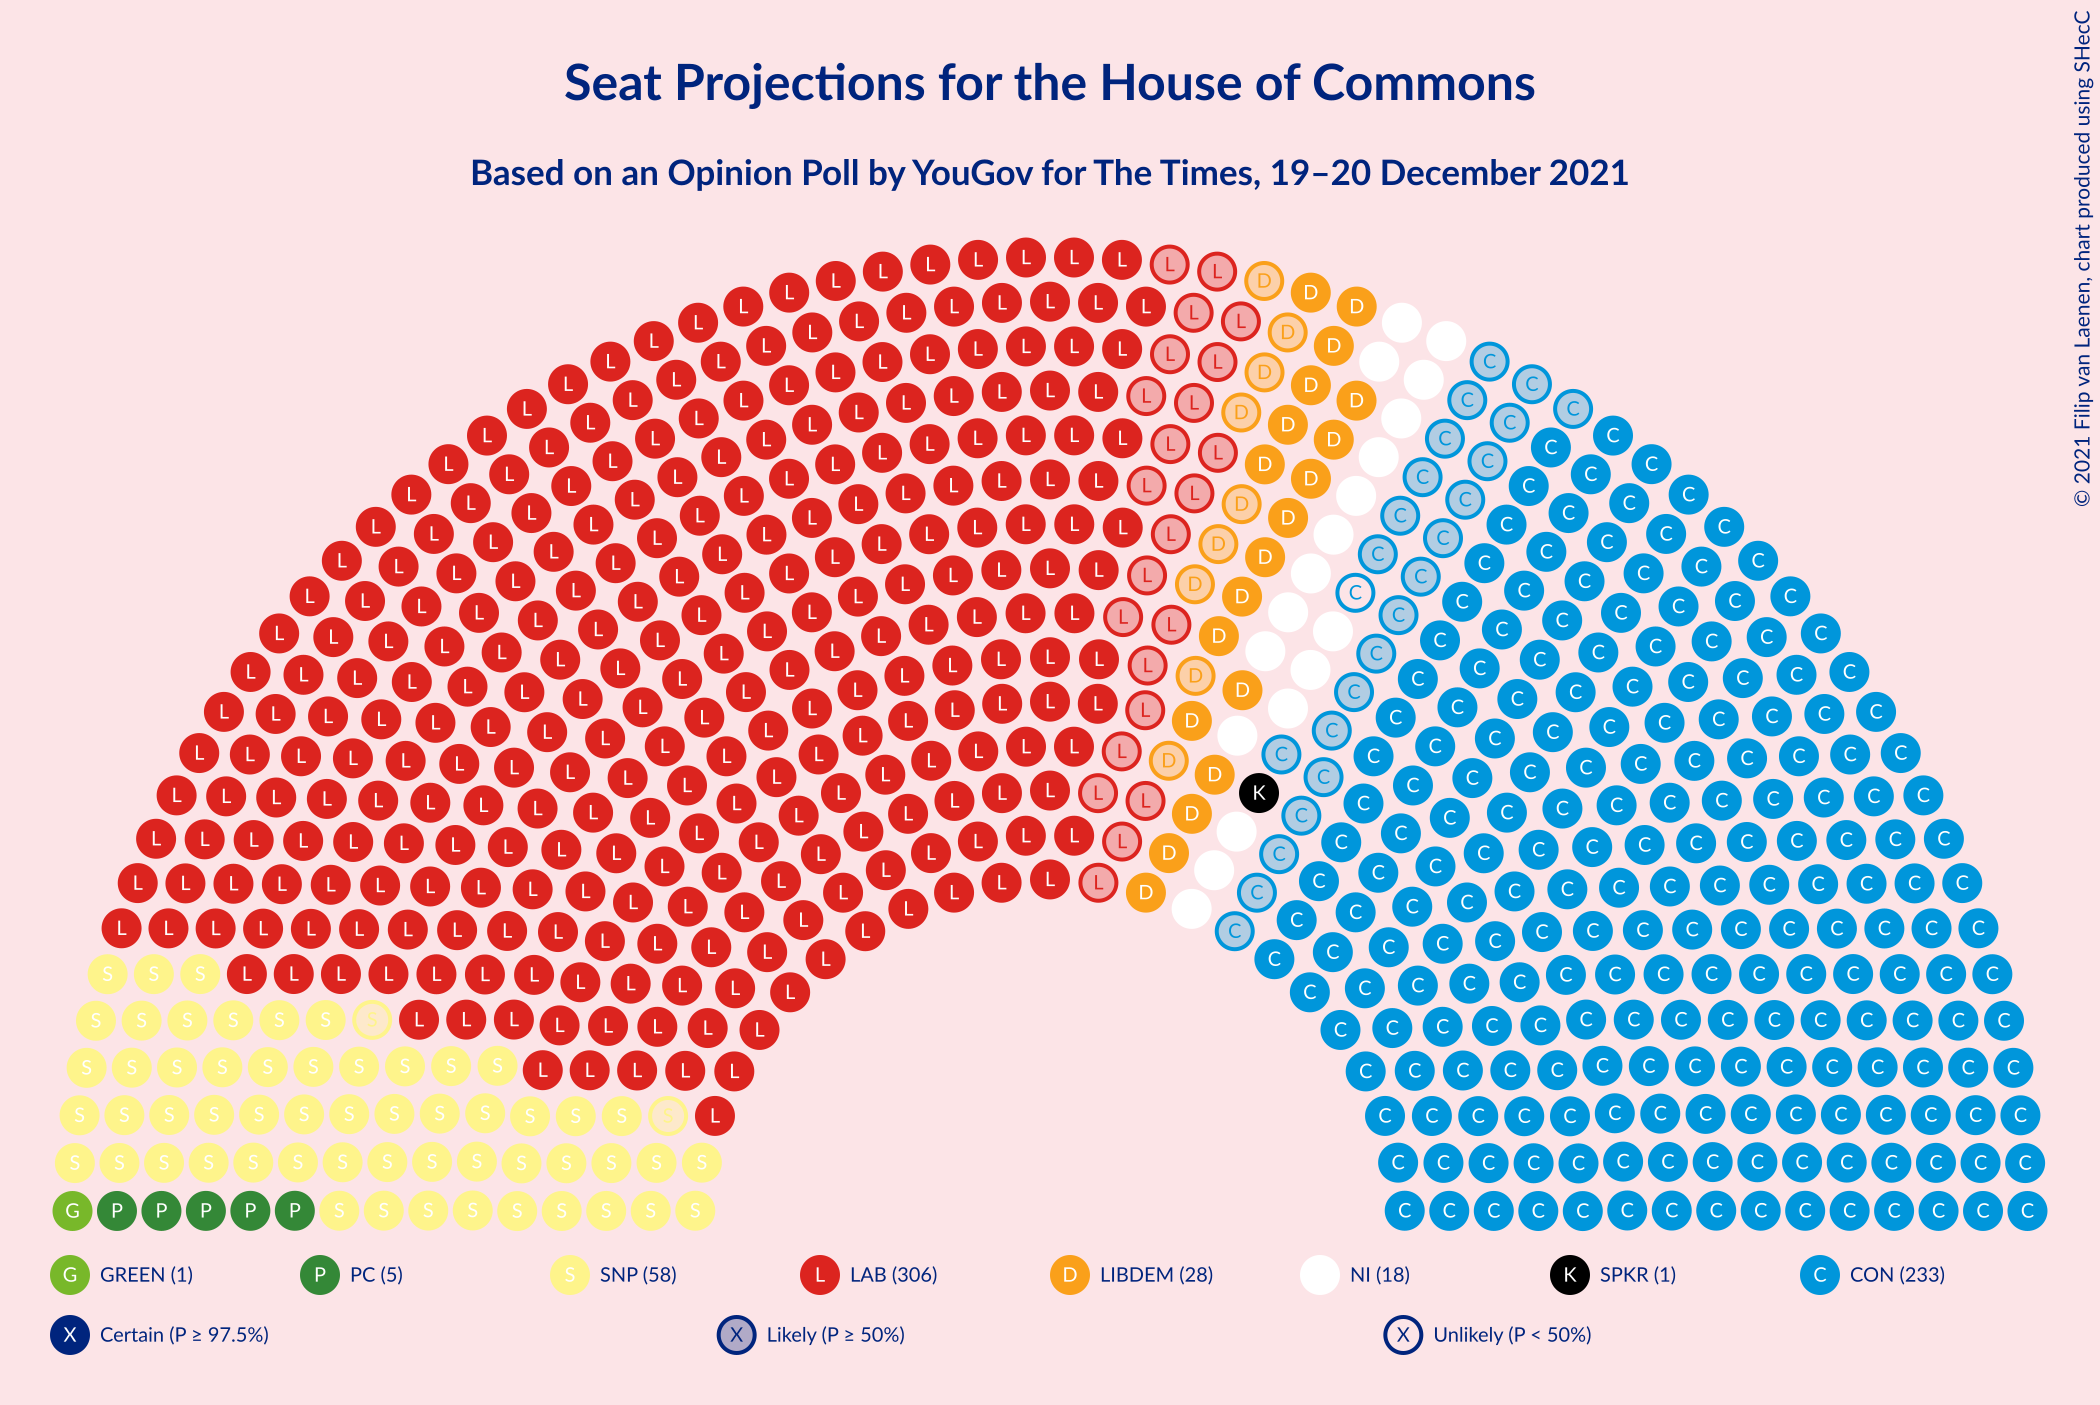 Seat Projections for the House of Commons
Based on an Opinion Poll by YouGov for The Times, 19–20 December 2021
© 2021 Filip van Laenen, chart produced using SHecC
G GREEN (1)
P PC (5)
S SNP (58)
L LAB (306)
D LIBDEM (28)
NI (18)
K SPKR (1)
C CON (233)
X Certain (P ≥ 97.5%)
X Likely (P ≥ 50%)
X Unlikely (P < 50%)